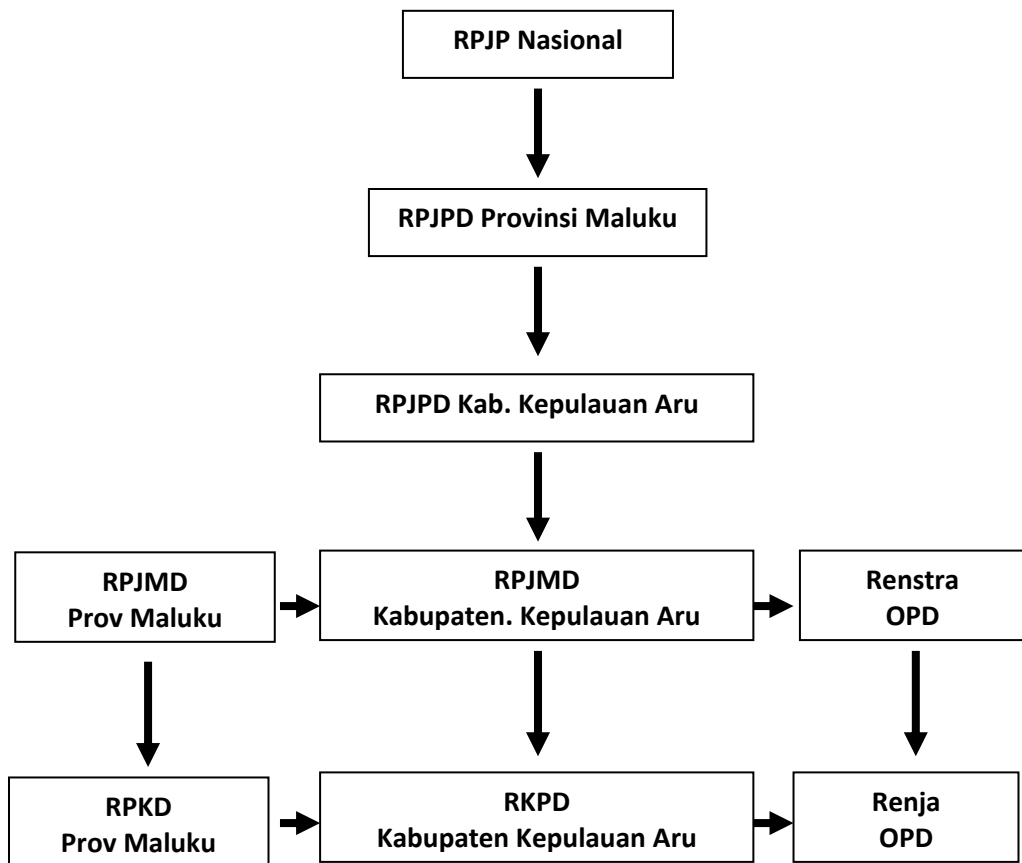 RPJP Nasional
RPJPD Provinsi Maluku
RPJPD Kab. Kepulauan Aru
RPJMD
Prov Maluku
RPJMD
Kabupaten. Kepulauan Aru
Renstra
OPD
RPKD
Prov Maluku
RKPD
Kabupaten Kepulauan Aru
Renja
OPD